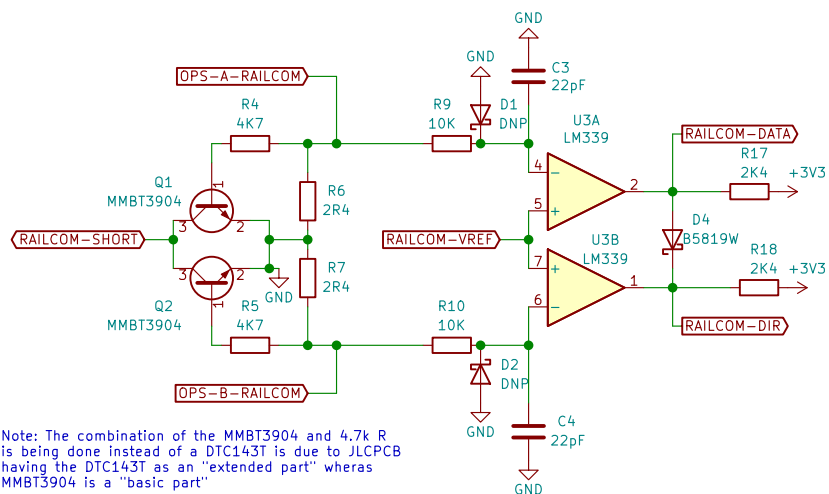 GND
C3
22pF
GND
OPS-A-RAILCOM
D1
DNP
R4
4K7
R9
10K
U3A
LM339
RAILCOM-DATA
4
-
2
R17
2K4
+3V3
Q1
MMBT3904
1
3
2
R6
2R4
5
+
RAILCOM-SHORT
RAILCOM-VREF
D4
B5819W
U3B
LM339
R7
2R4
7
+
3
2
GND
1
6
-
1
R18
2K4
+3V3
Q2
MMBT3904
R5
4K7
R10
10K
RAILCOM-DIR
D2
DNP
OPS-B-RAILCOM
GND
C4
22pF
GND
Note: The combination of the MMBT3904 and 4.7k R
is being done instead of a DTC143T is due to JLCPCB
having the DTC143T as an "extended part" wheras
MMBT3904 is a "basic part"